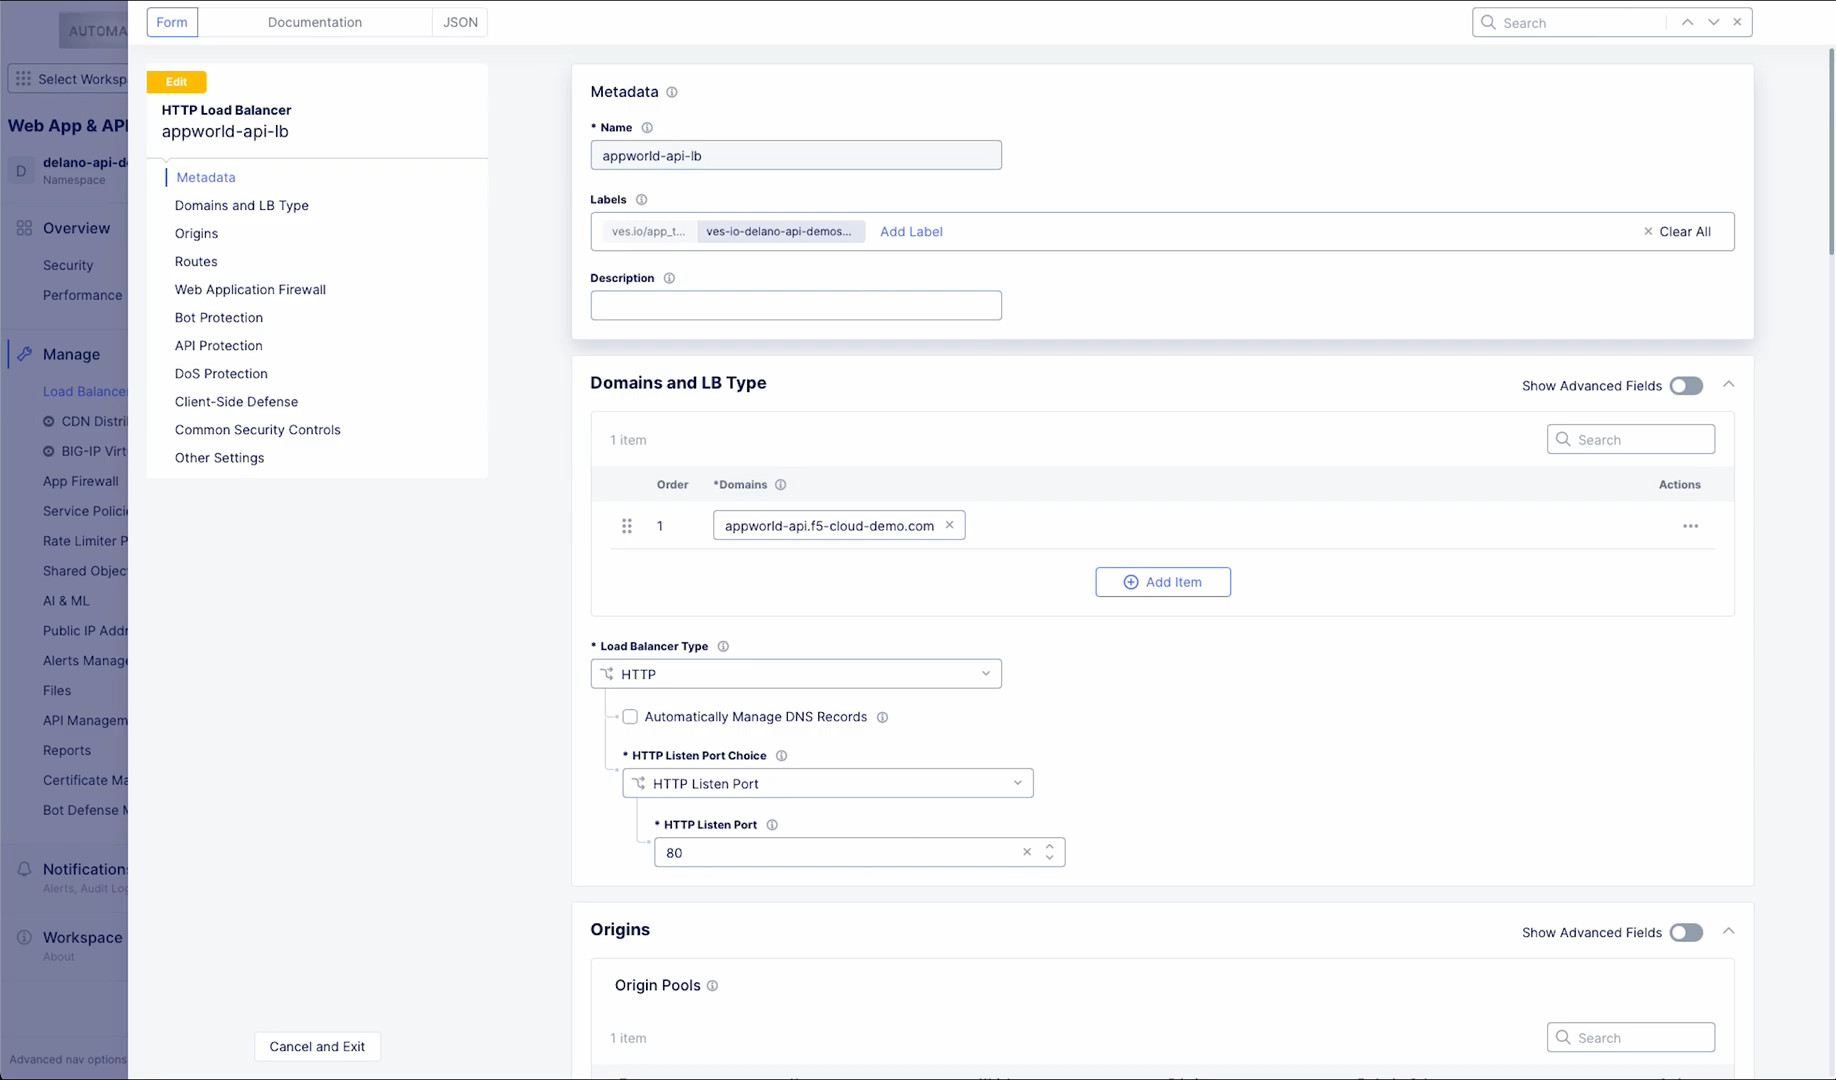 Form
Documentation
JSON
Search
AUTOMA
Select Worksp
Web App & API
D
delano-api-d
Namespace
Overview
Security
Performance
Manage
Load Balancer
CDN Distri
BIG-IP Virt
App Firewall
Service Polici
Rate Limiter P
Shared Objec
AI & ML
Public IP Addr
Alerts Manage
Files
API Managem
Reports
Certificate Ma
Bot Defense M
Notifications
Alerts, Audit Log
Workspace
About
Advanced nav options
Edit
HTTP Load Balancer
appworld-api-lb
Metadata
Domains and LB Type
Origins
Routes
Web Application Firewall
Bot Protection
API Protection
DoS Protection
Client-Side Defense
Common Security Controls
Other Settings
Cancel and Exit
Metadata
* Name
appworld-api-lb
Labels
ves.io/app_t... ves-io-delano-api-demos... Add Label Clear All
Description
Domains and LB Type
Show Advanced Fields
1 item
Search
Order *Domains Actions
1 appworld-api.f5-cloud-demo.com
Add Item
* Load Balancer Type
HTTP
Automatically Manage DNS Records
* HTTP Listen Port Choice
HTTP Listen Port
* HTTP Listen Port
80
Origins
Show Advanced Fields
Origin Pools
1 item
Search